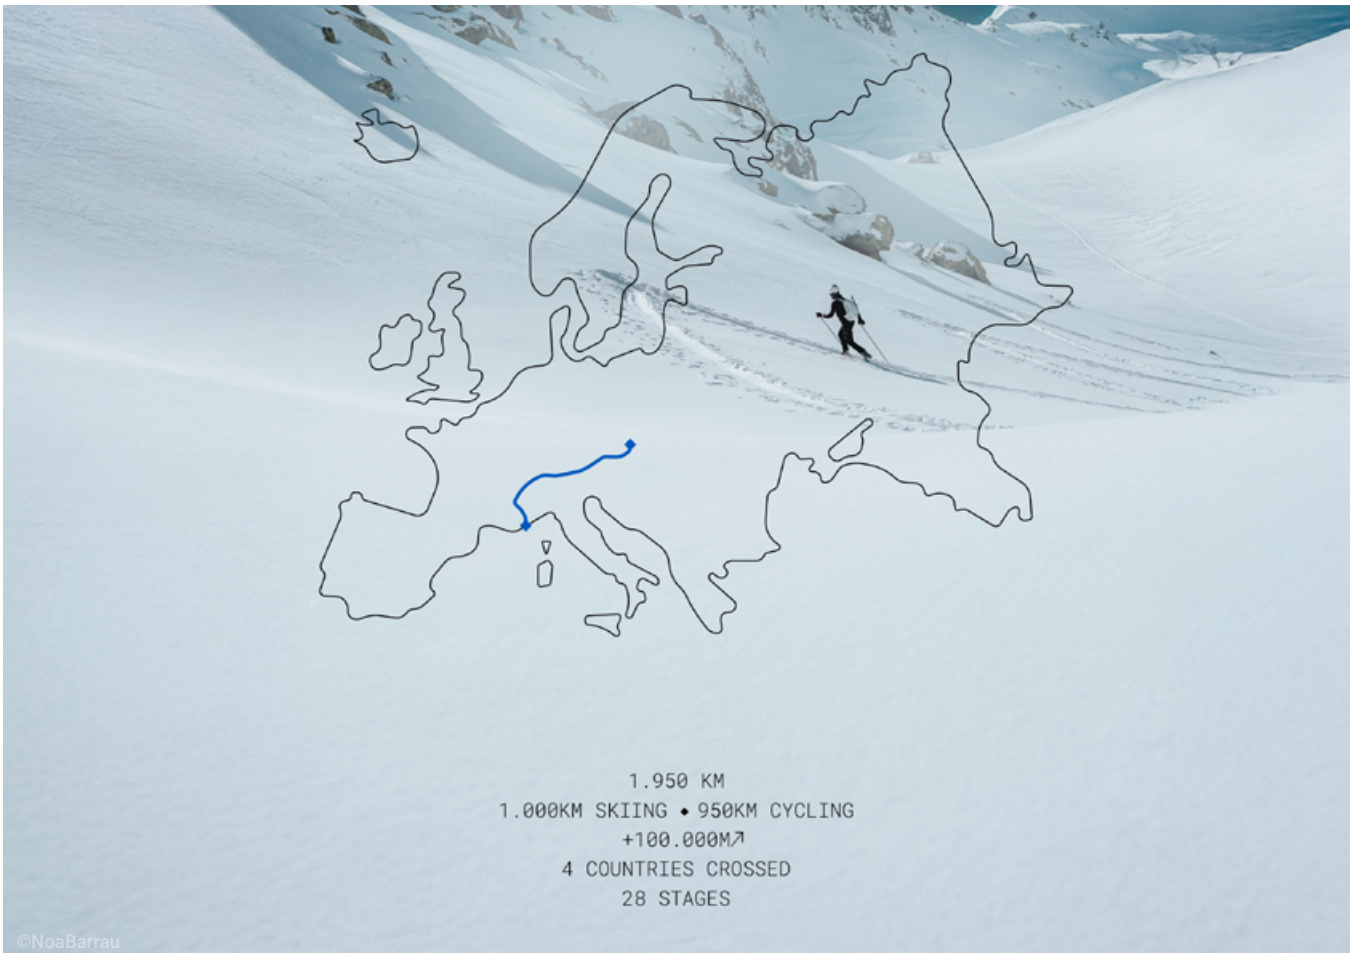 1.950 KM
1.000KM SKIING ◆ 950KM CYCLING
+100.000M↗
4 COUNTRIES CROSSED
28 STAGES
©NoaBarrau